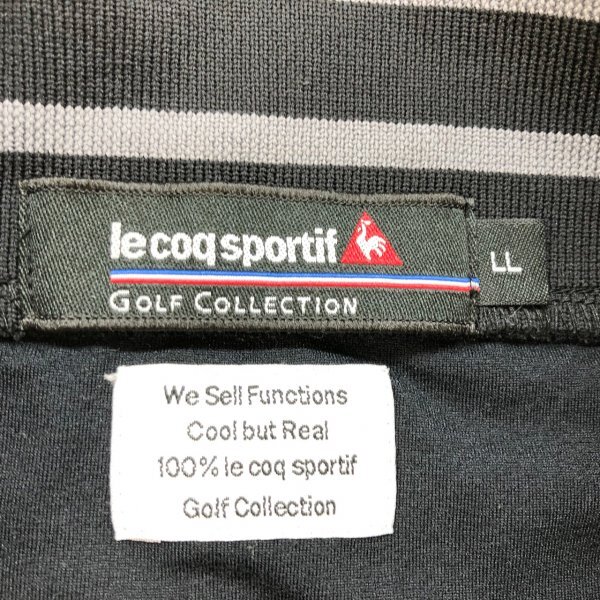 le coq sportif
GOLF COLLECTION
LL
We Sell Functions
Cool but Real
100% le coq sportif
Golf Collection